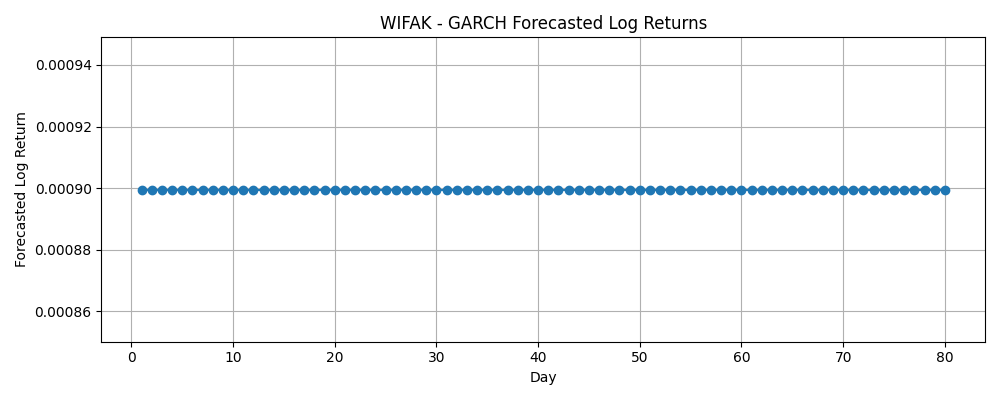 WIFAK - GARCH Forecasted Log Returns
Forecasted Log Return
0.00094
0.00092
0.00090
0.00088
0.00086
0 10 20 30 40 50 60 70 80
Day